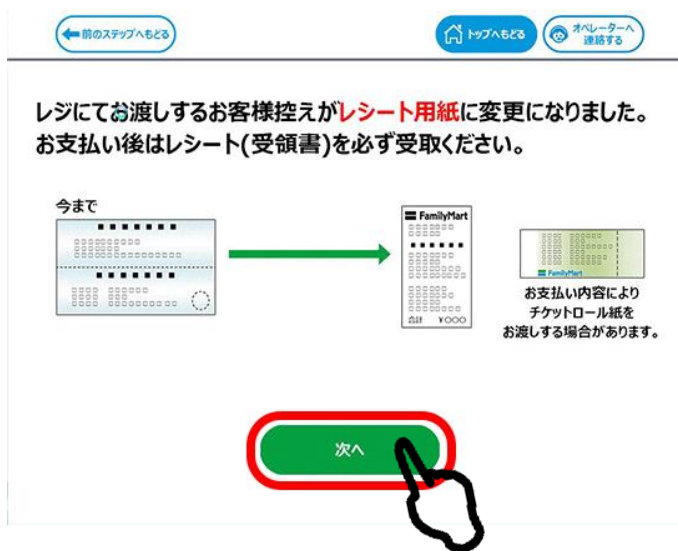 前のステップへもどる
トップへもどる
オペレーターへ
連絡する
レジにてお渡しするお客様控えがレシート用紙に変更になりました。
お支払い後はレシート(受領書)を必ず受取ください。
今まで
FamilyMart
合計 ¥○○○
FamilyMart
お支払い内容により
チケットロール紙を
お渡しする場合があります。
次へ